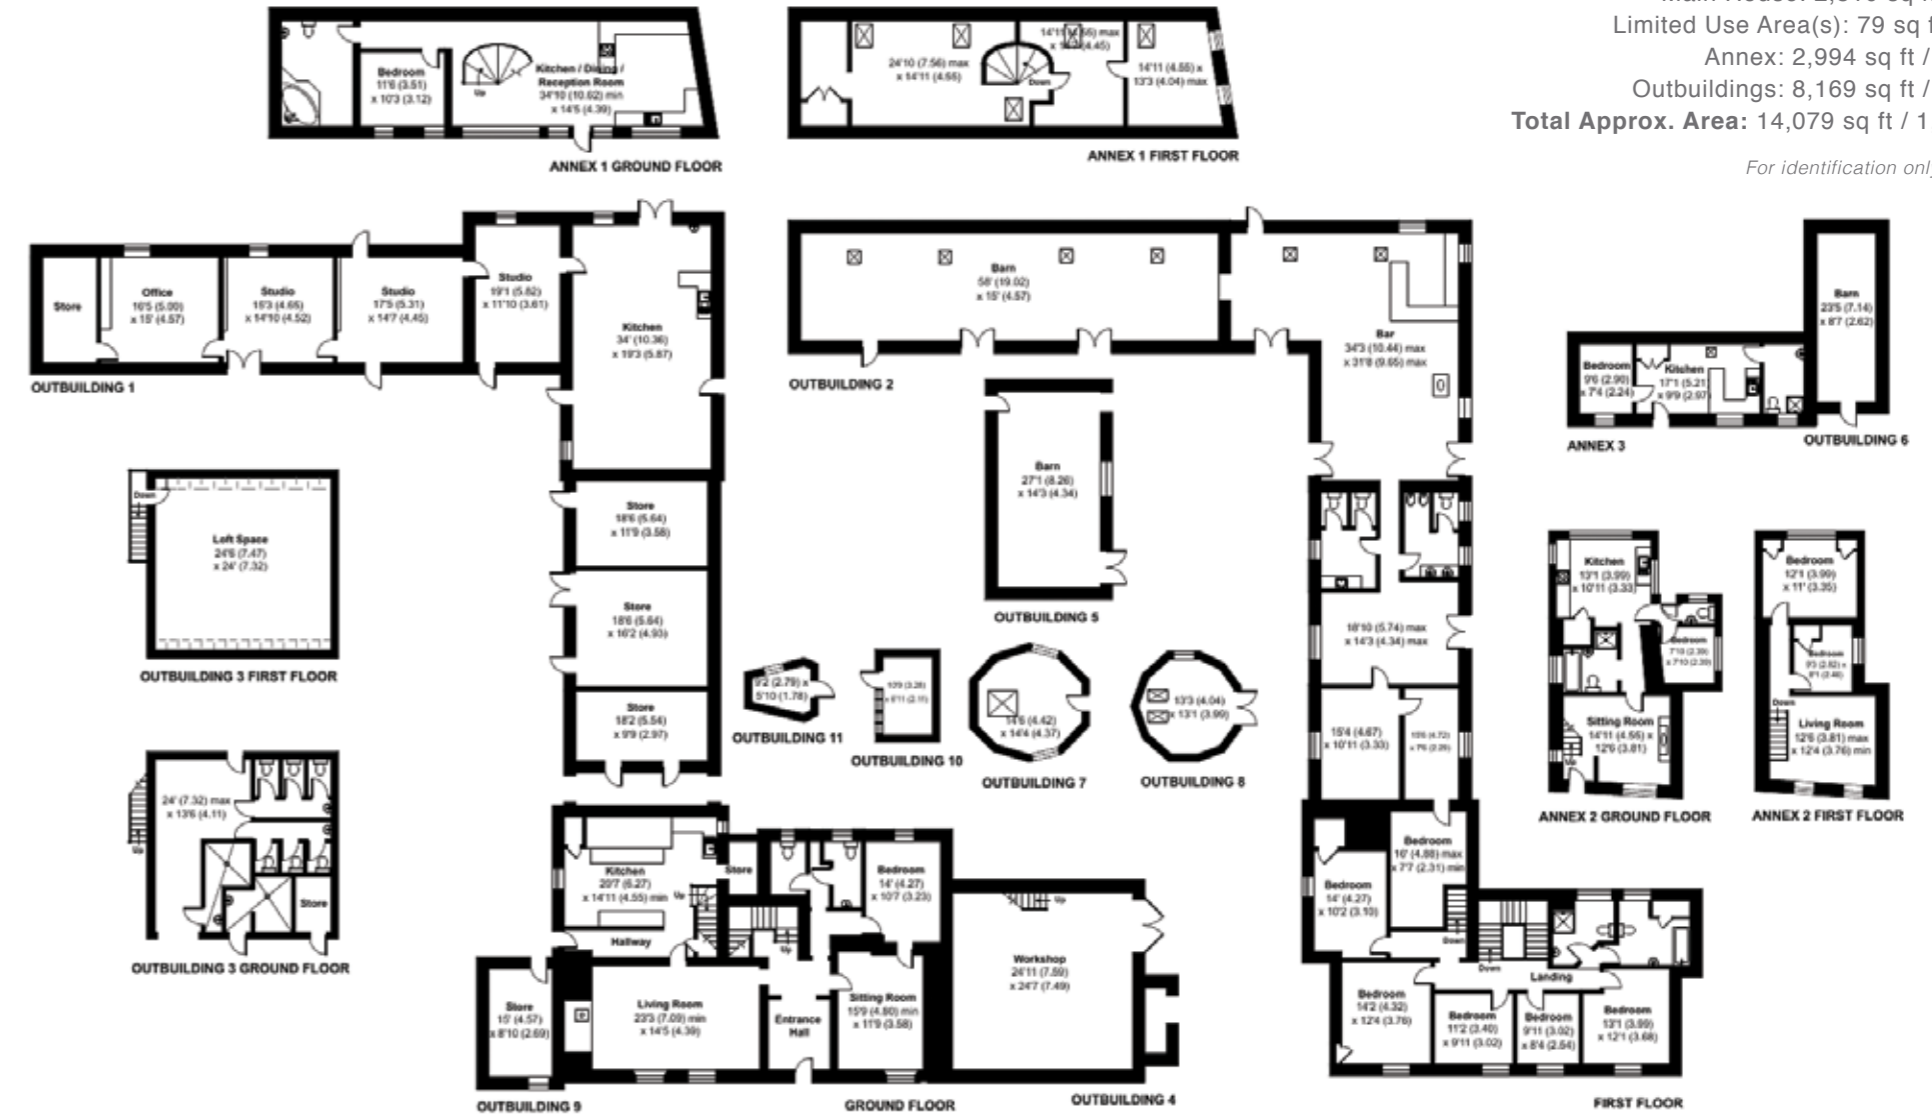 Limited Use Area(s): 79 sq f
Annex: 2,994 sq ft /
Outbuildings: 8,169 sq ft /
Total Approx. Area: 14,079 sq ft / 1
For identification only
Bedroom
11'6 (3.51)
x 10'3 (3.12)
Up
Kitchen / Dining /
Reception Room
34'10 (10.62) min
x 14'5 (4.39)
ANNEX 1 GROUND FLOOR
24'10 (7.56) max
x 14'11 (4.55)
Down
14'11 (4.55) x
13'3 (4.04) max
ANNEX 1 FIRST FLOOR
Store
Office
16'5 (5.00)
x 15' (4.57)
Studio
15'3 (4.65)
x 14'10 (4.52)
Studio
17'5 (5.31)
x 14'7 (4.45)
Studio
19'1 (5.82)
x 11'10 (3.61)
Kitchen
34' (10.36)
x 19'3 (5.87)
OUTBUILDING 1
Barn
x 15' (4.57)
Bar
34'3 (10.44) max
x 31'8 (9.65) max
OUTBUILDING 2
Barn
23'5 (7.14)
x 8'7 (2.62)
Bedroom
9'6 (2.90)
x 7'4 (2.24)
Kitchen
17'1 (5.21)
x 9'9 (2.97)
ANNEX 3
OUTBUILDING 6
Down
Loft Space
24'6 (7.47)
x 24' (7.32)
OUTBUILDING 3 FIRST FLOOR
Store
18'6 (5.64)
x 11'9 (3.58)
Store
18'6 (5.64)
x 16'2 (4.93)
Store
18'2 (5.54)
x 9'9 (2.97)
Barn
27'1 (8.26)
x 14'3 (4.34)
OUTBUILDING 5
18'10 (5.74) max
x 14'3 (4.34) max
15'4 (4.67)
x 10'11 (3.33)
Kitchen
13'1 (3.99)
x 10'11 (3.33)
Bedroom
7'10 (2.39)
x 7'10 (2.39)
Sitting Room
14'11 (4.55) x
12'6 (3.81)
Up
ANNEX 2 GROUND FLOOR
Bedroom
12'1 (3.99)
x 11' (3.35)
Bedroom
Down
Living Room
12'6 (3.81) max
x 12'4 (3.76) min
ANNEX 2 FIRST FLOOR
9'2 (2.79) x
5'10 (1.78)
OUTBUILDING 11
10'9 (3.28)
x 6'11 (2.11)
OUTBUILDING 10
14'6 (4.42)
x 14'4 (4.37)
OUTBUILDING 7
13'3 (4.04)
x 13'1 (3.99)
OUTBUILDING 8
24' (7.32) max
x 13'6 (4.11)
Up
Store
OUTBUILDING 3 GROUND FLOOR
Kitchen
20'7 (6.27)
x 14'11 (4.55) min
Up
Hallway
Store
Up
Bedroom
14' (4.27)
x 10'7 (3.23)
Store
15' (4.57)
x 8'10 (2.69)
Living Room
23'3 (7.09) min
x 14'5 (4.39)
Entrance
Hall
Sitting Room
15'9 (4.80) min
x 11'9 (3.58)
Up
Workshop
24'11 (7.59)
x 24'7 (7.49)
OUTBUILDING 9
GROUND FLOOR
OUTBUILDING 4
Bedroom
14' (4.27)
x 10'2 (3.10)
Bedroom
16' (4.88) max
x 7'7 (2.31) min
Down
Down
Landing
Bedroom
14'2 (4.32)
x 12'4 (3.76)
Bedroom
11'2 (3.40)
x 9'11 (3.02)
Bedroom
9'11 (3.02)
x 8'4 (2.54)
Bedroom
13'1 (3.99)
x 12'1 (3.68)
FIRST FLOOR